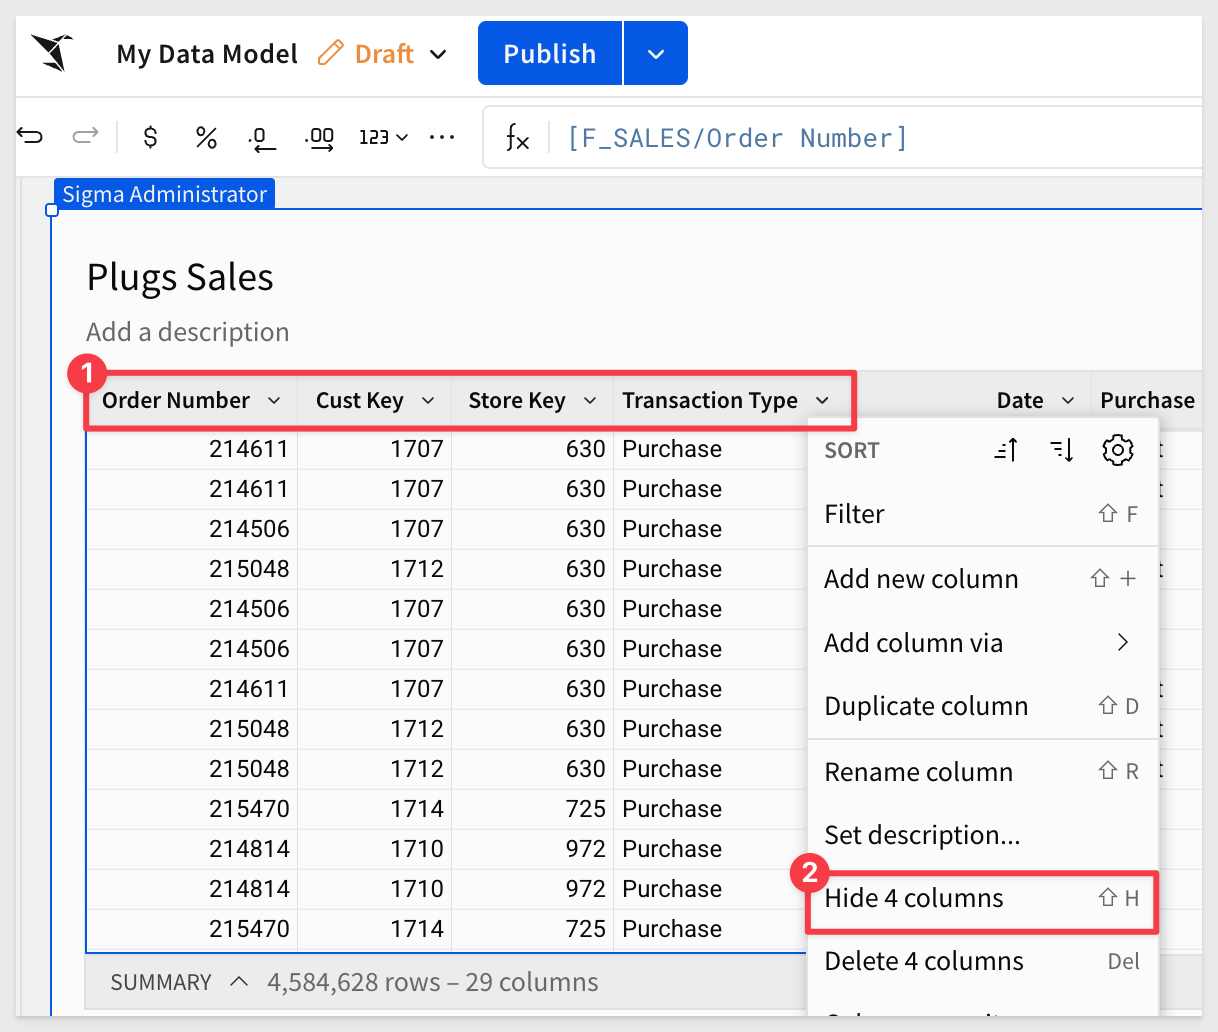 My Data Model Draft Publish
$ % .0 .00 123 ... fx [F_SALES/Order Number]
Sigma Administrator
Plugs Sales
Add a description
1
Order Number Cust Key Store Key Transaction Type Date Purchase
214611 1707 630 Purchase
214611 1707 630 Purchase
214506 1707 630 Purchase
215048 1712 630 Purchase
214506 1707 630 Purchase
214506 1707 630 Purchase
214611 1707 630 Purchase
215048 1712 630 Purchase
215048 1712 630 Purchase
215470 1714 725 Purchase
214814 1710 972 Purchase
214814 1710 972 Purchase
215470 1714 725 Purchase
SUMMARY 4,584,628 rows – 29 columns
SORT
Filter ⇧ F
Add new column ⇧ +
Add column via
Duplicate column ⇧ D
Rename column ⇧ R
Set description...
2
Hide 4 columns ⇧ H
Delete 4 columns Del